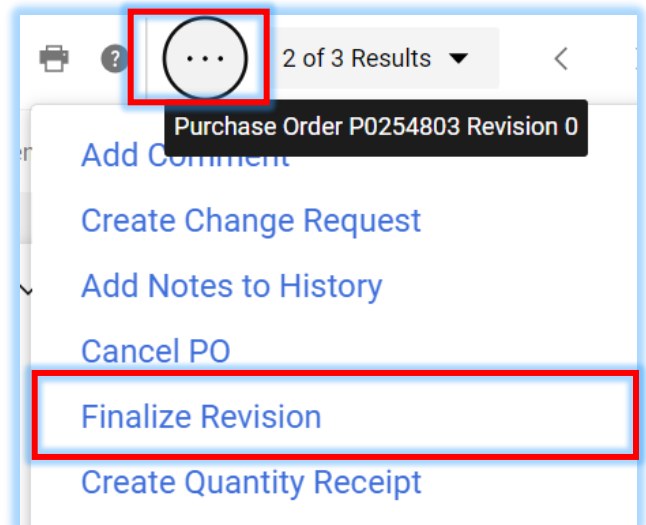 ? ... 2 of 3 Results
Purchase Order P0254803 Revision 0
Add Comment
Create Change Request
Add Notes to History
Cancel PO
Finalize Revision
Create Quantity Receipt